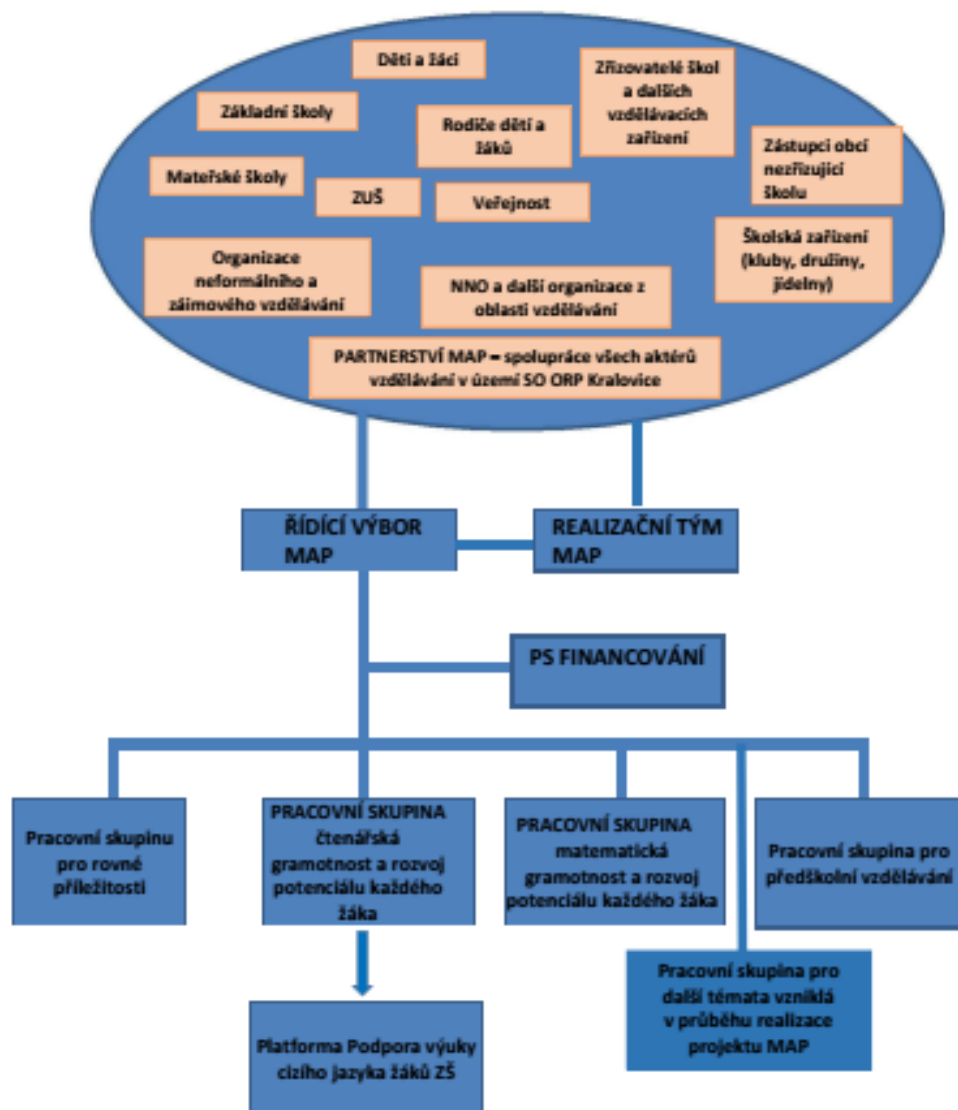 Děti a žáci
Zřizovatelé škol
a dalších
vzdělávacích
zařízení
Základní školy
Rodiče dětí a
žáků
Zástupci obcí
nezřizující
školu
Mateřské školy
ZUŠ
Veřejnost
Školská zařízení
(kluby, družiny,
jídelny)
Organizace
neformálního a
zájmového vzdělávání
NNO a další organizace z
oblasti vzdělávání
PARTNERSTVÍ MAP – spolupráce všech aktérů
vzdělávání v území SO ORP Kralovice
ŘÍDÍCÍ VÝBOR
MAP
REALIZAČNÍ TÝM
MAP
PS FINANCOVÁNÍ
Pracovní skupinu
pro rovné
příležitosti
PRACOVNÍ SKUPINA
čtenářská
gramotnost a rozvoj
potenciálu každého
žáka
PRACOVNÍ SKUPINA
matematická
gramotnost a rozvoj
potenciálu každého žáka
Pracovní skupina pro
předškolní vzdělávání
Pracovní skupina pro
další témata vzniklá
v průběhu realizace
projektu MAP
Platforma Podpora výuky
cizího jazyka žáků ZŠ